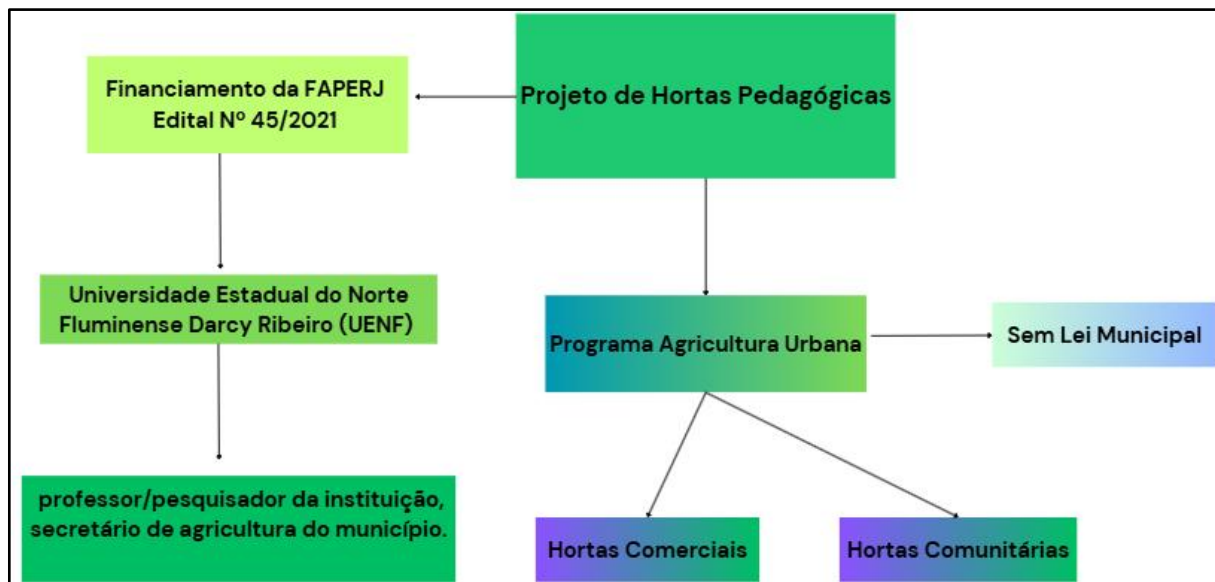 Financiamento da FAPERJ
Edital Nº 45/2021
Projeto de Hortas Pedagógicas
Universidade Estadual do Norte
Fluminense Darcy Ribeiro (UENF)
Programa Agricultura Urbana
Sem Lei Municipal
professor/pesquisador da instituição,
secretário de agricultura do município.
Hortas Comerciais
Hortas Comunitárias